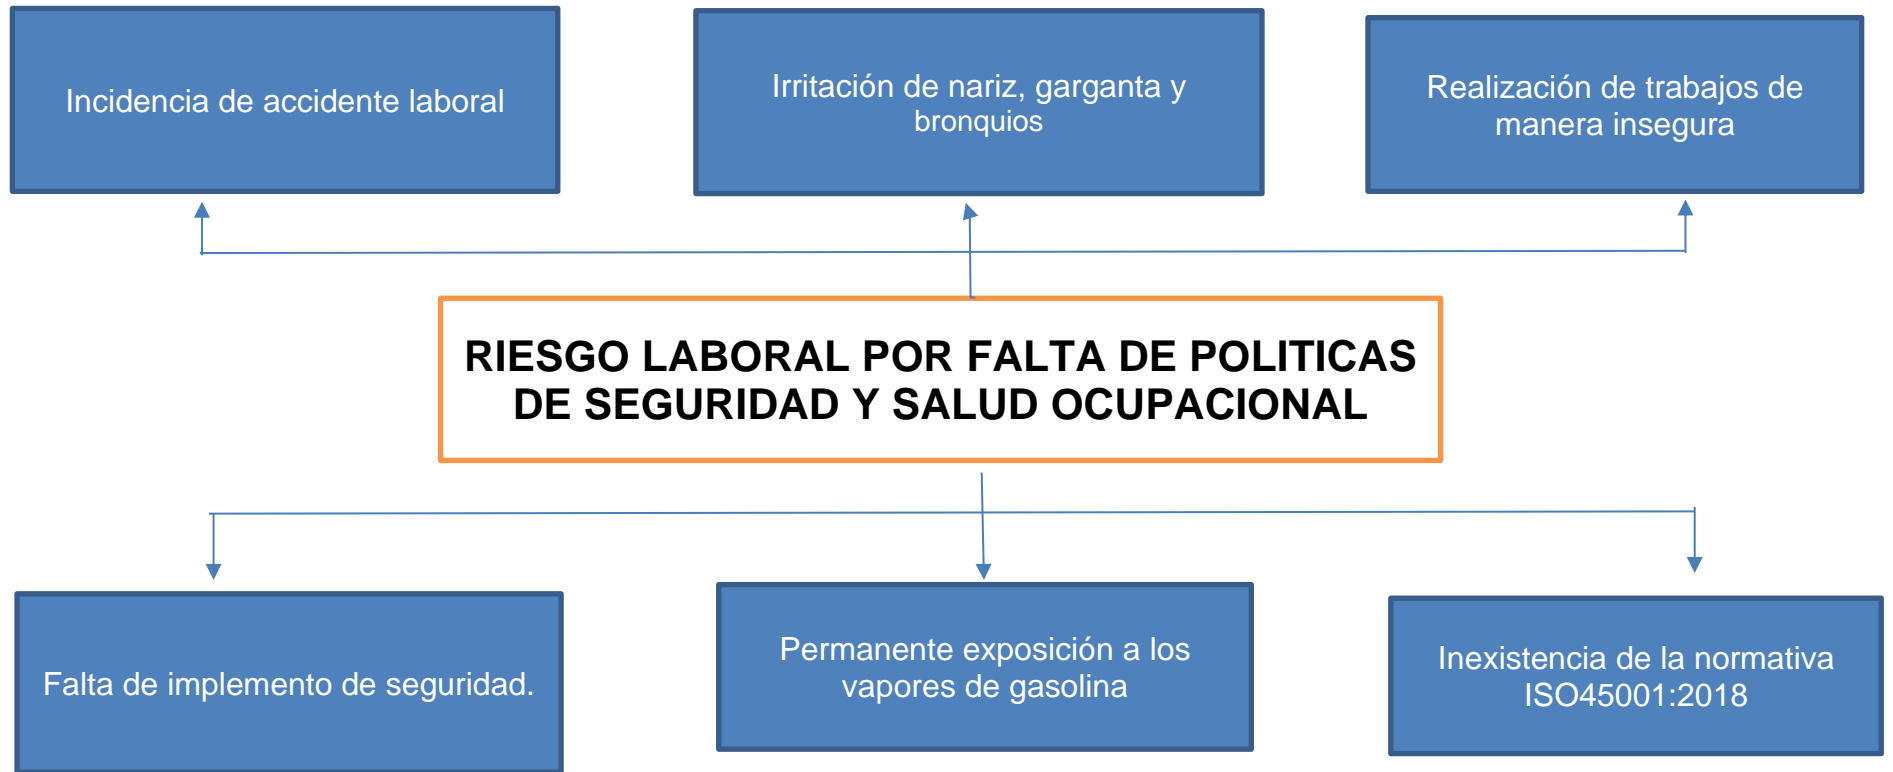 Incidencia de accidente laboral
Irritación de nariz, garganta y
bronquios
Realización de trabajos de
manera insegura
RIESGO LABORAL POR FALTA DE POLITICAS
DE SEGURIDAD Y SALUD OCUPACIONAL
Falta de implemento de seguridad.
Permanente exposición a los
vapores de gasolina
Inexistencia de la normativa
ISO45001:2018